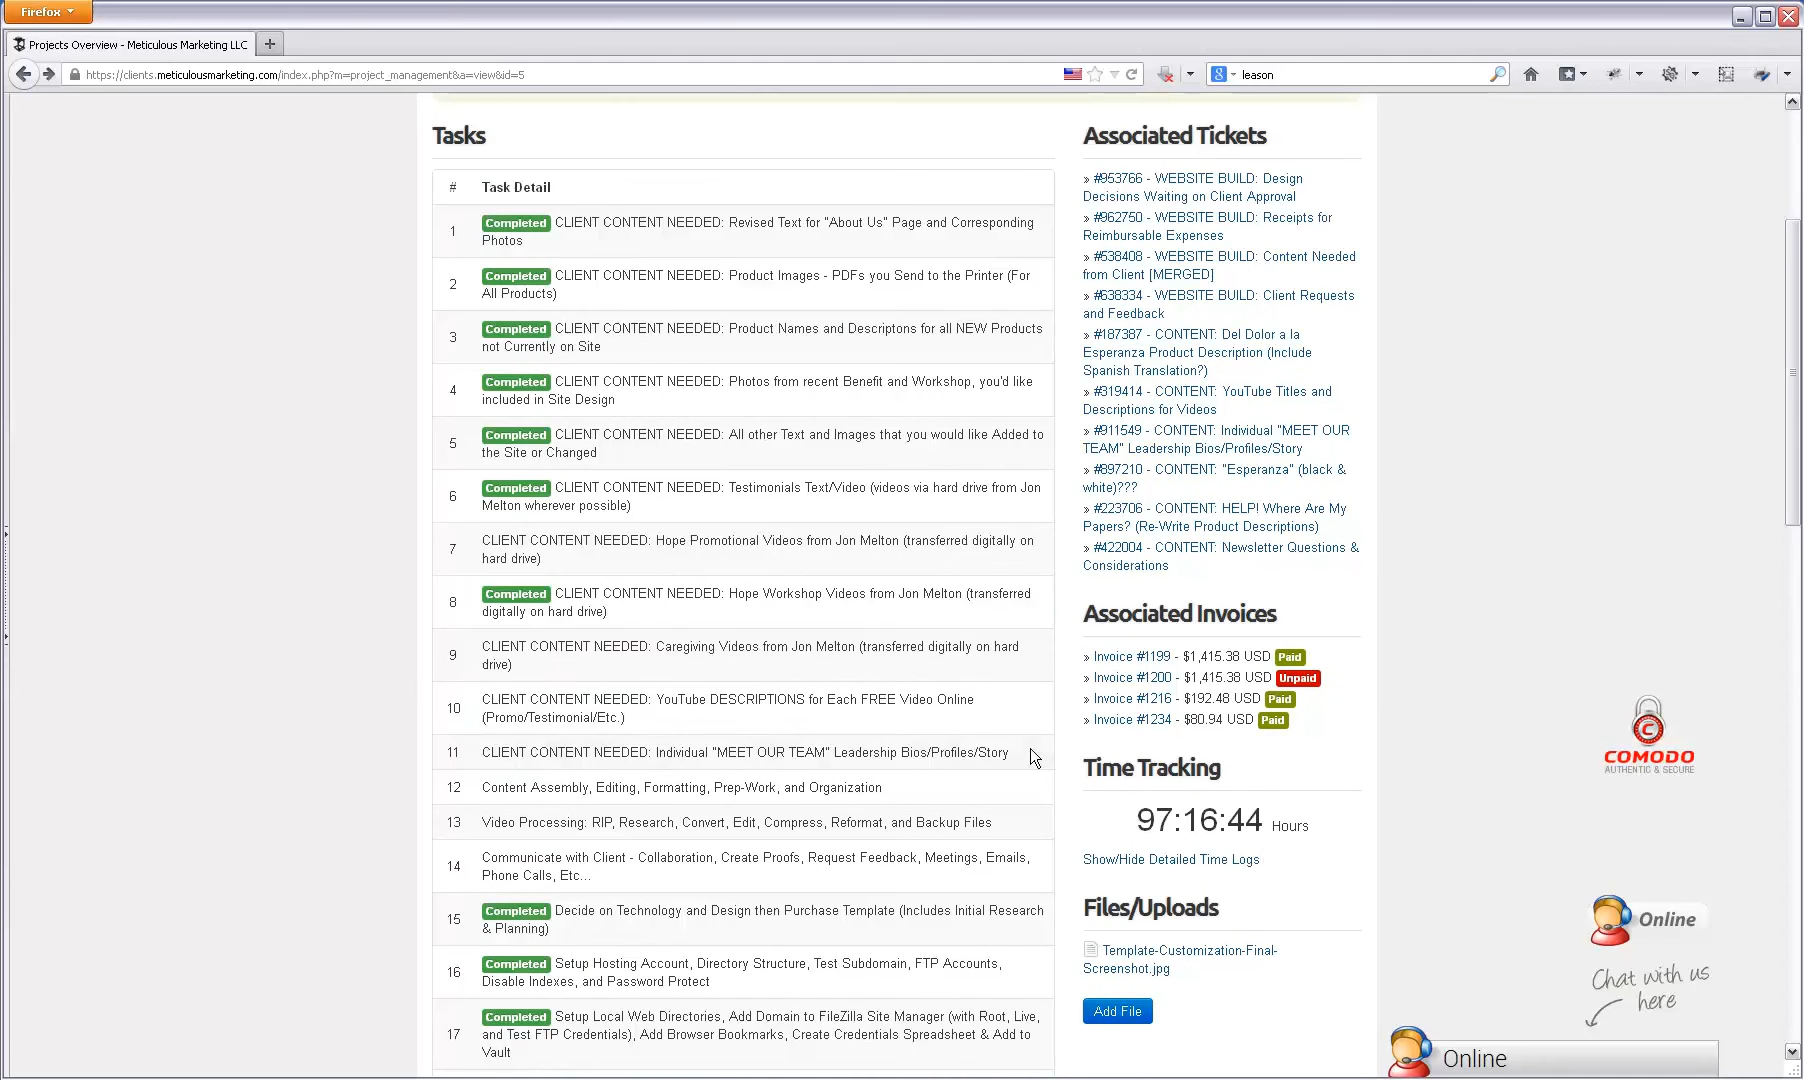 Firefox
Projects Overview - Meticulous Marketing LLC
https://clients.meticulousmarketing.com/index.php?m=project_management&a=view&id=5
leason
Tasks
# Task Detail
1 Completed CLIENT CONTENT NEEDED: Revised Text for "About Us" Page and Corresponding
Photos
2 Completed CLIENT CONTENT NEEDED: Product Images - PDFs you Send to the Printer (For
All Products)
3 Completed CLIENT CONTENT NEEDED: Product Names and Descriptons for all NEW Products
not Currently on Site
4 Completed CLIENT CONTENT NEEDED: Photos from recent Benefit and Workshop, you'd like
included in Site Design
5 Completed CLIENT CONTENT NEEDED: All other Text and Images that you would like Added to
the Site or Changed
6 Completed CLIENT CONTENT NEEDED: Testimonials Text/Video (videos via hard drive from Jon
Melton wherever possible)
7 CLIENT CONTENT NEEDED: Hope Promotional Videos from Jon Melton (transferred digitally on
hard drive)
8 Completed CLIENT CONTENT NEEDED: Hope Workshop Videos from Jon Melton (transferred
digitally on hard drive)
9 CLIENT CONTENT NEEDED: Caregiving Videos from Jon Melton (transferred digitally on hard
drive)
10 CLIENT CONTENT NEEDED: YouTube DESCRIPTIONS for Each FREE Video Online
(Promo/Testimonial/Etc.)
11 CLIENT CONTENT NEEDED: Individual "MEET OUR TEAM" Leadership Bios/Profiles/Story
12 Content Assembly, Editing, Formatting, Prep-Work, and Organization
13 Video Processing: RIP, Research, Convert, Edit, Compress, Reformat, and Backup Files
14 Communicate with Client - Collaboration, Create Proofs, Request Feedback, Meetings, Emails,
Phone Calls, Etc...
15 Completed Decide on Technology and Design then Purchase Template (Includes Initial Research
& Planning)
16 Completed Setup Hosting Account, Directory Structure, Test Subdomain, FTP Accounts,
Disable Indexes, and Password Protect
17 Completed Setup Local Web Directories, Add Domain to FileZilla Site Manager (with Root, Live,
and Test FTP Credentials), Add Browser Bookmarks, Create Credentials Spreadsheet & Add to
Vault
Associated Tickets
» #953766 - WEBSITE BUILD: Design
Decisions Waiting on Client Approval
» #962750 - WEBSITE BUILD: Receipts for
Reimbursable Expenses
» #538408 - WEBSITE BUILD: Content Needed
from Client [MERGED]
» #638334 - WEBSITE BUILD: Client Requests
and Feedback
» #187387 - CONTENT: Del Dolor a la
Esperanza Product Description (Include
Spanish Translation?)
» #319414 - CONTENT: YouTube Titles and
Descriptions for Videos
» #911549 - CONTENT: Individual "MEET OUR
TEAM" Leadership Bios/Profiles/Story
» #897210 - CONTENT: "Esperanza" (black &
white)???
» #223706 - CONTENT: HELP! Where Are My
Papers? (Re-Write Product Descriptions)
» #422004 - CONTENT: Newsletter Questions &
Considerations
Associated Invoices
» Invoice #1199 - $1,415.38 USD Paid
» Invoice #1200 - $1,415.38 USD Unpaid
» Invoice #1216 - $192.48 USD Paid
» Invoice #1234 - $80.94 USD Paid
Time Tracking
97:16:44 Hours
Show/Hide Detailed Time Logs
Files/Uploads
Template-Customization-Final-
Screenshot.jpg
Add File
COMODO
AUTHENTIC & SECURE
Online
Chat with us
here
Online